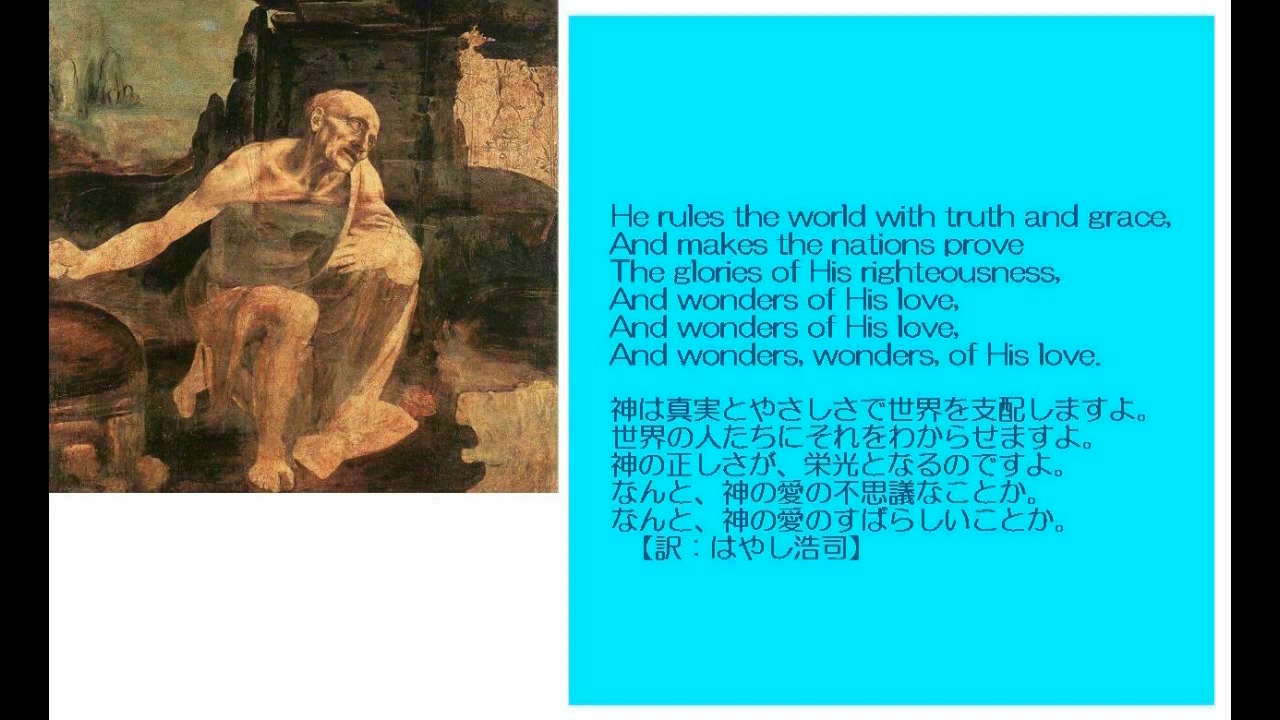 He rules the world with truth and grace,
And makes the nations prove
The glories of His righteousness,
And wonders of His love,
And wonders of His love,
And wonders, wonders, of His love.
神は真実とやさしさで世界を支配しますよ。
世界の人たちにそれをわからせますよ。
神の正しさが、栄光となるのですよ。
なんと、神の愛の不思議なことか。
なんと、神の愛のすばらしいことか。
【訳：はやし浩司】